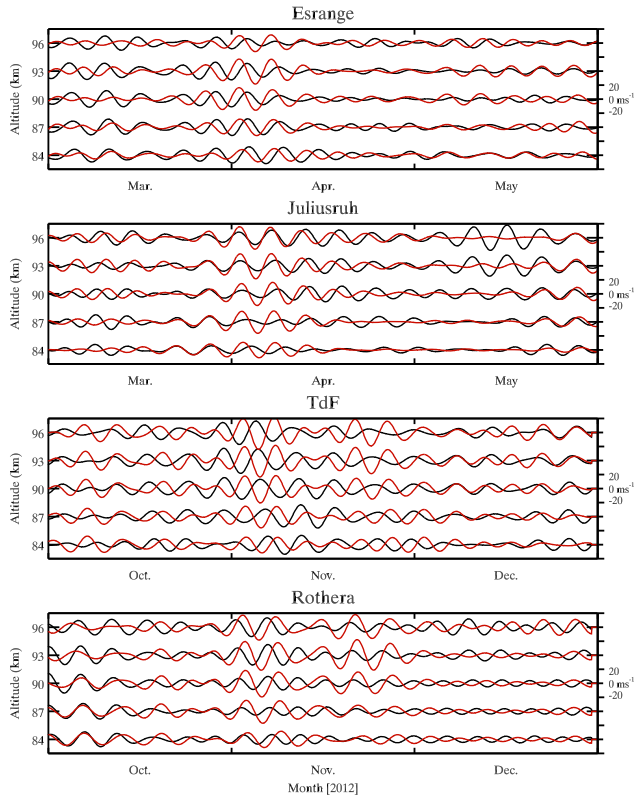 Esrange
96
93
90
87
84
Altitude (km)
20
0 ms-1
-20
Mar.
Apr.
May
Juliusruh
96
93
90
87
84
Altitude (km)
20
0 ms-1
-20
Mar.
Apr.
May
TdF
96
93
90
87
84
Altitude (km)
20
0 ms-1
-20
Oct.
Nov.
Dec.
Rothera
96
93
90
87
84
Altitude (km)
20
0 ms-1
-20
Oct.
Nov.
Dec.
Month [2012]